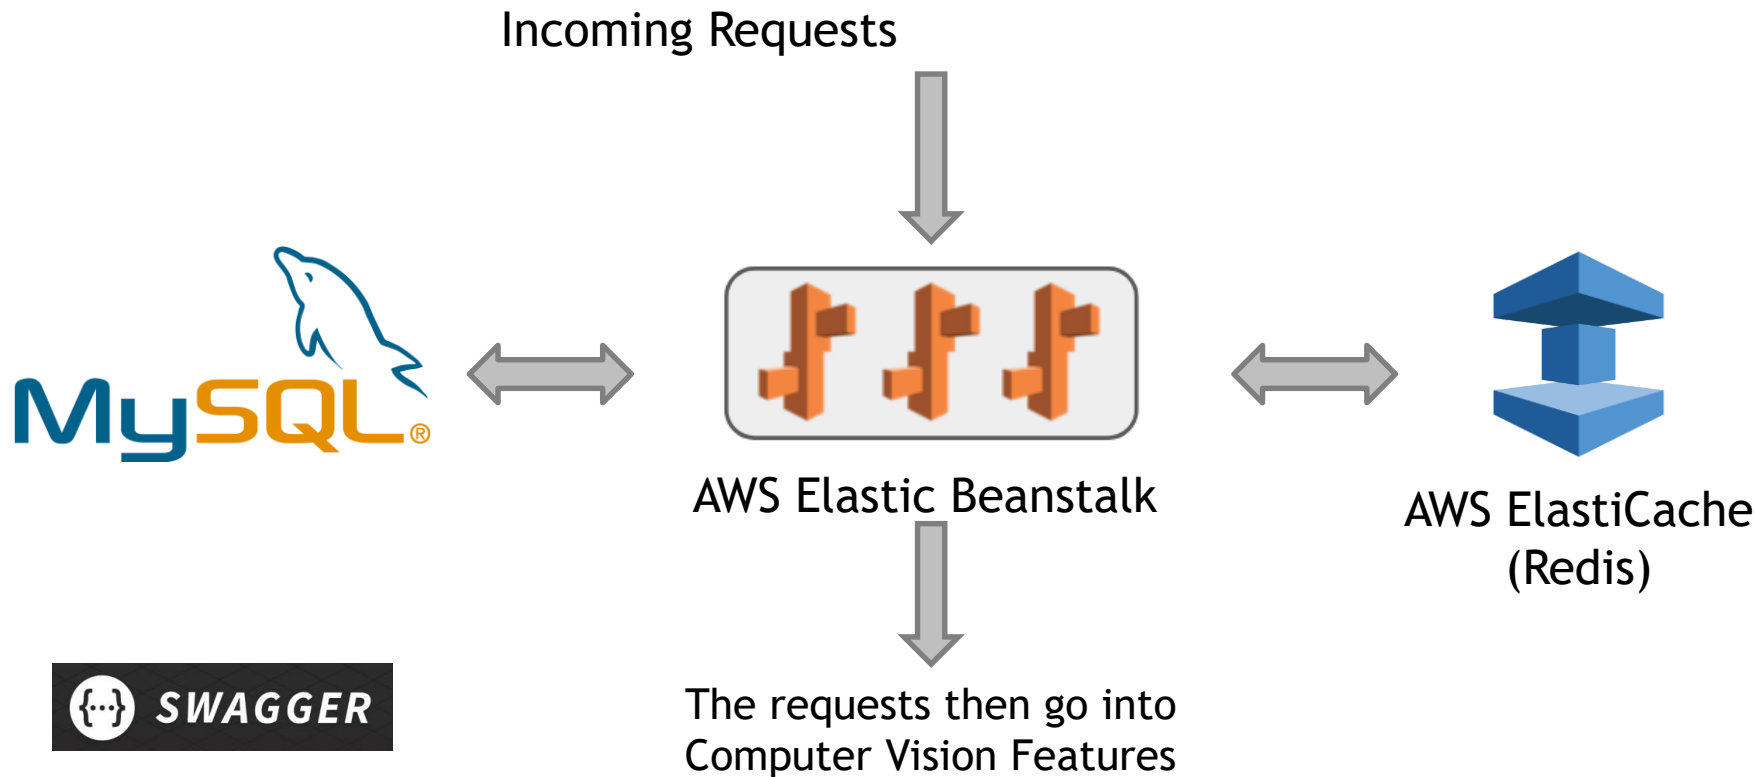 Incoming Requests
MySQL®
AWS Elastic Beanstalk
AWS ElastiCache
(Redis)
{···} SWAGGER
The requests then go into
Computer Vision Features